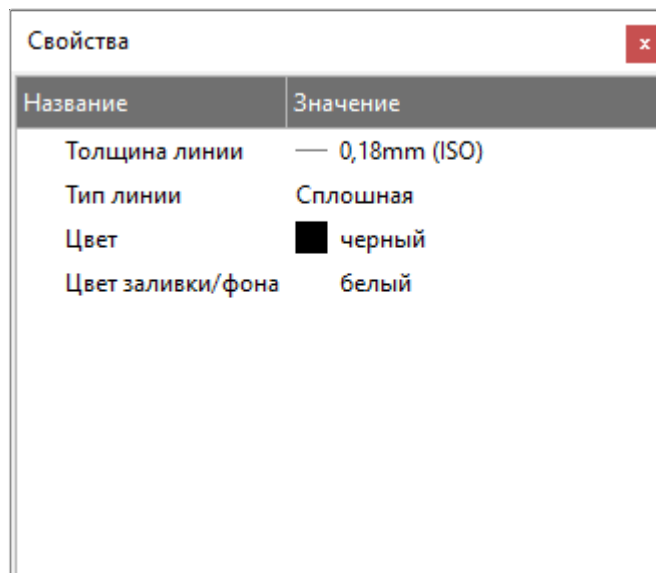 Свойства
x
Название Значение
Толщина линии 0,18mm (ISO)
Тип линии Сплошная
Цвет черный
Цвет заливки/фона белый